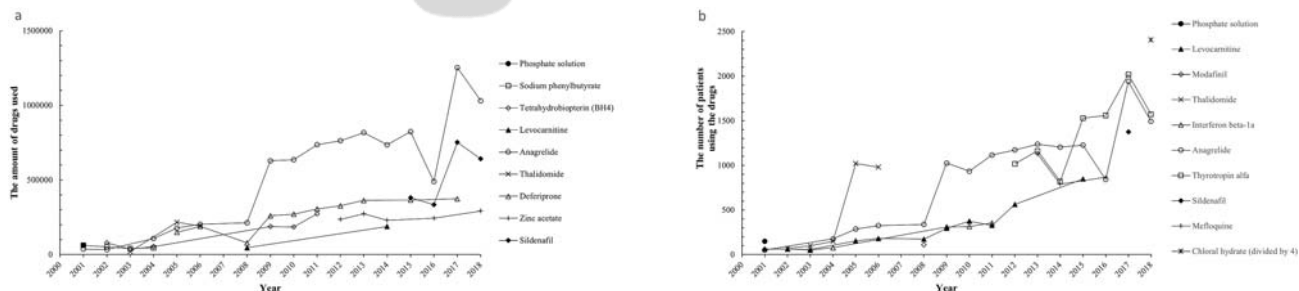 a
The amount of drugs used
1500000
1000000
500000
0
2000 2001 2002 2003 2004 2005 2006 2007 2008 2009 2010 2011 2012 2013 2014 2015 2016 2017 2018
Year
Phosphate solution
Sodium phenylbutyrate
Tetrahydrobiopterin (BH4)
Levocarnitine
Anagrelide
Thalidomide
Deferiprone
Zinc acetate
Sildenafil
b
The number of patients
using the drugs
2500
2000
1500
1000
500
0
2000 2001 2002 2003 2004 2005 2006 2007 2008 2009 2010 2011 2012 2013 2014 2015 2016 2017 2018
Year
Phosphate solution
Levocarnitine
Modafinil
Thalidomide
Interferon beta-1a
Anagrelide
Thyrotropin alfa
Sildenafil
Mefloquine
Chloral hydrate (divided by 4)